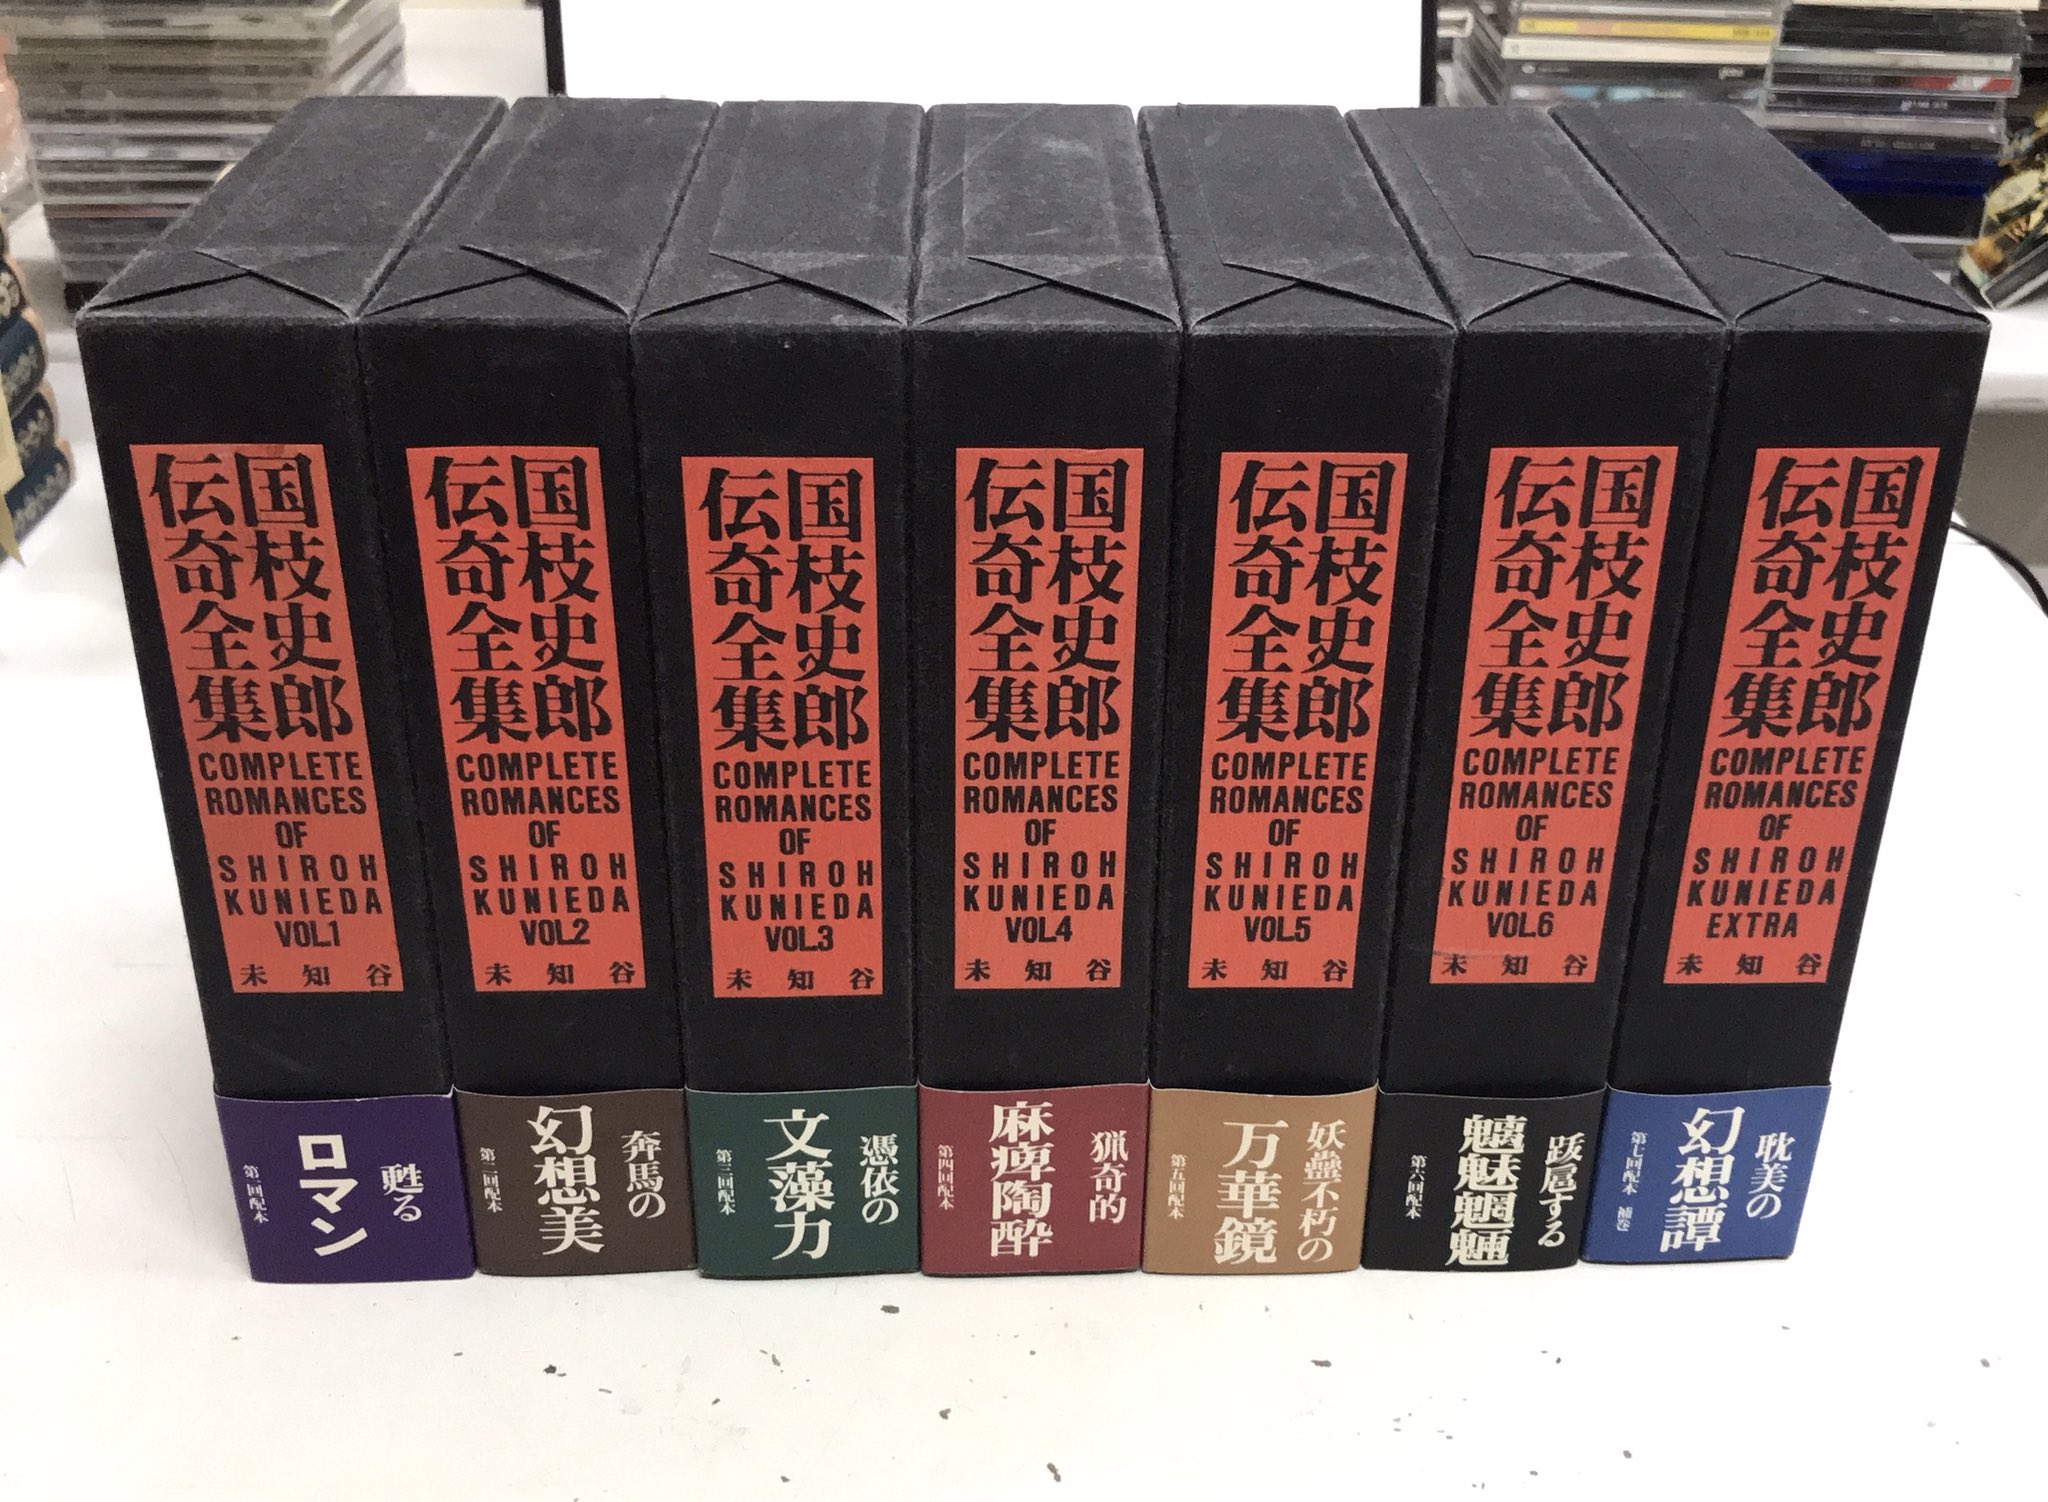 国枝史郎
伝奇全集
COMPLETE
ROMANCES
OF
SHIROH
KUNIEDA
VOL.1
未知谷
甦る
ロマン
第一回配本
国枝史郎
伝奇全集
COMPLETE
ROMANCES
OF
SHIROH
KUNIEDA
VOL.2
未知谷
奔馬の
幻想美
第二回配本
国枝史郎
伝奇全集
COMPLETE
ROMANCES
OF
SHIROH
KUNIEDA
VOL.3
未知谷
憑依の
文藻力
第三回配本
国枝史郎
伝奇全集
COMPLETE
ROMANCES
OF
SHIROH
KUNIEDA
VOL.4
未知谷
猟奇的
麻痺陶酔
第四回配本
国枝史郎
伝奇全集
COMPLETE
ROMANCES
OF
SHIROH
KUNIEDA
VOL.5
未知谷
妖蠱不朽の
万華鏡
第五回配本
国枝史郎
伝奇全集
COMPLETE
ROMANCES
OF
SHIROH
KUNIEDA
VOL.6
未知谷
跋扈する
魑魅魍魎
第六回配本
国枝史郎
伝奇全集
COMPLETE
ROMANCES
OF
SHIROH
KUNIEDA
EXTRA
未知谷
耽美の
幻想譚
第七回配本 補巻